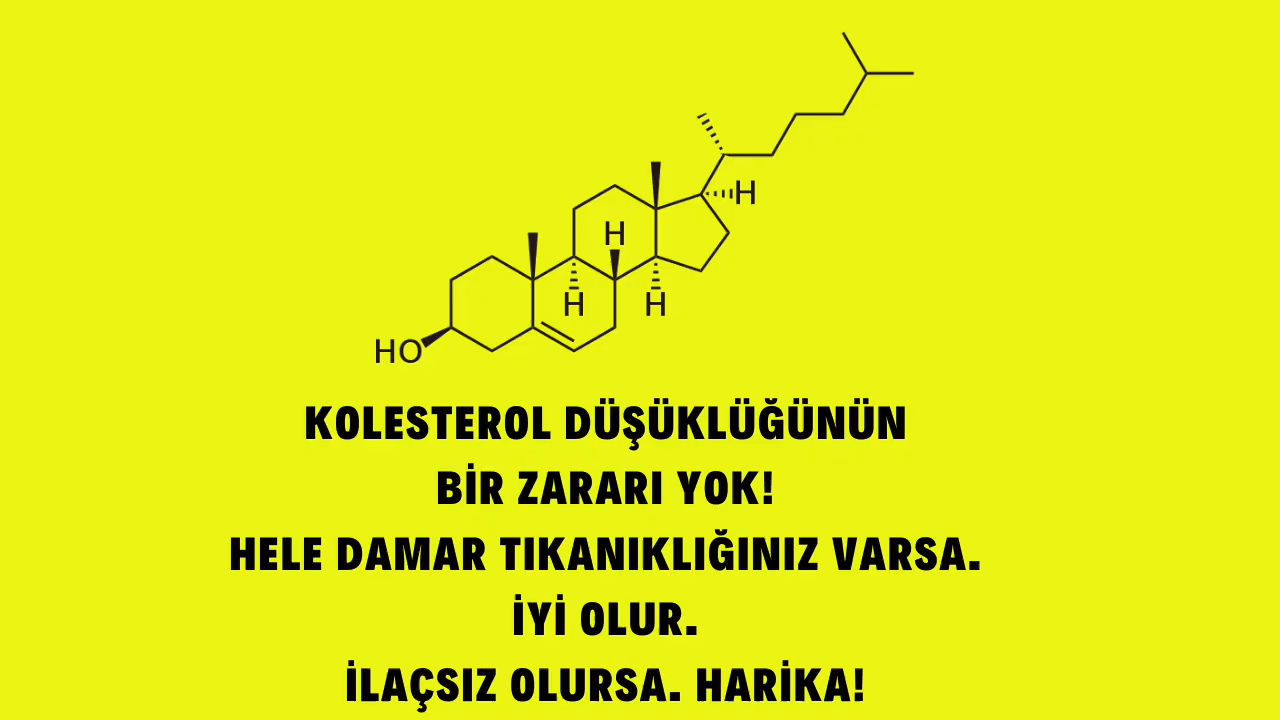 H
H
H
H
HO
KOLESTEROL DÜŞÜKLÜĞÜNÜN
BİR ZARARI YOK!
HELE DAMAR TIKANIKLIĞINIZ VARSA.
İYİ OLUR.
İLAÇSIZ OLURSA. HARİKA!